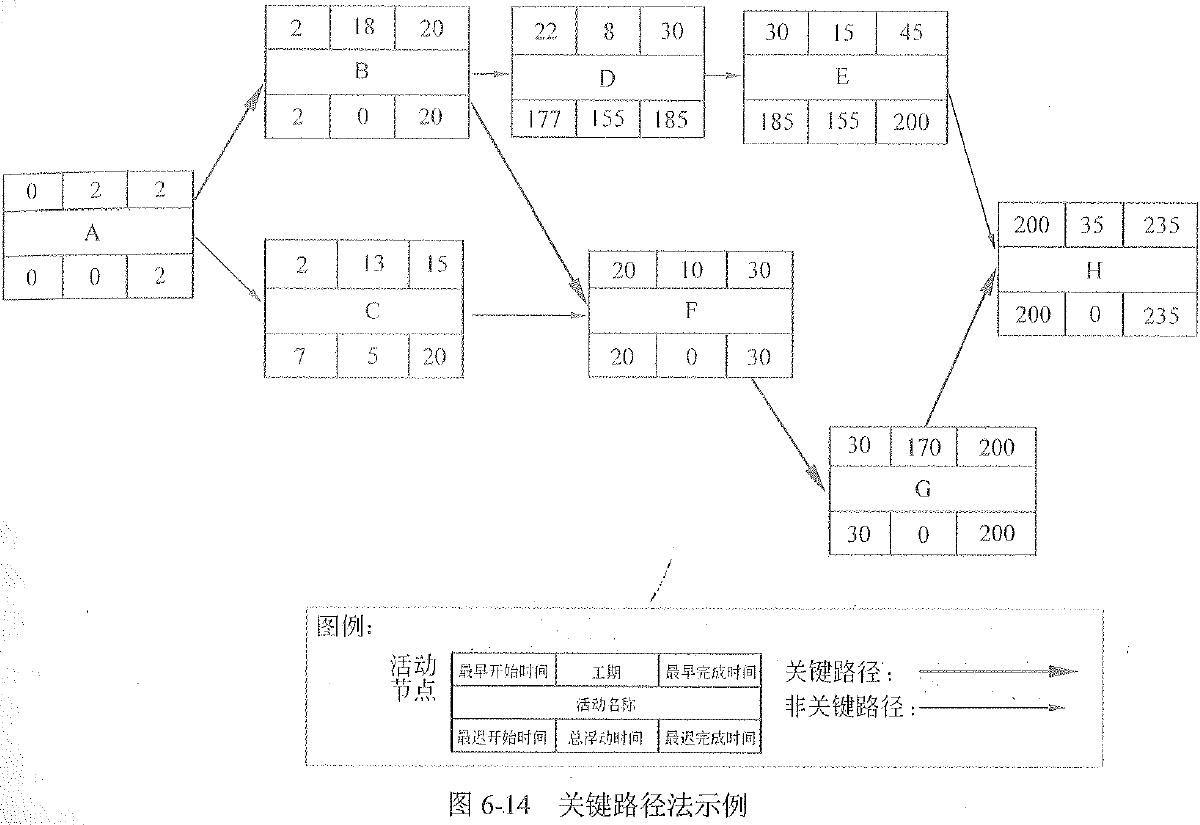 2 18 20
B
2 0 20
22 8 30
D
177 155 185
30 15 45
E
185 155 200
0 2 2
A
0 0 2
2 13 15
C
7 5 20
20 10 30
F
20 0 30
200 35 235
H
200 0 235
30 170 200
G
30 0 200
图例:
活动
节点
最早开始时间 工期 最早完成时间
活动名称
最迟开始时间 总浮动时间 最迟完成时间
关键路径:
非关键路径:
图 6-14 关键路径法示例